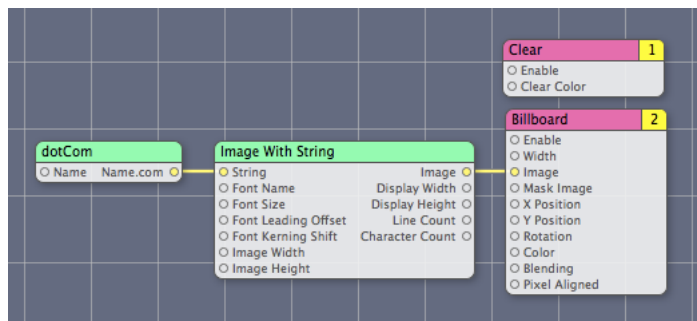 Clear 1
Enable
Clear Color
Billboard 2
Enable
Width
Image
Mask Image
X Position
Y Position
Rotation
Color
Blending
Pixel Aligned
dotCom
Name Name.com
Image With String
String Image
Font Name Display Width
Font Size Display Height
Font Leading Offset Line Count
Font Kerning Shift Character Count
Image Width
Image Height